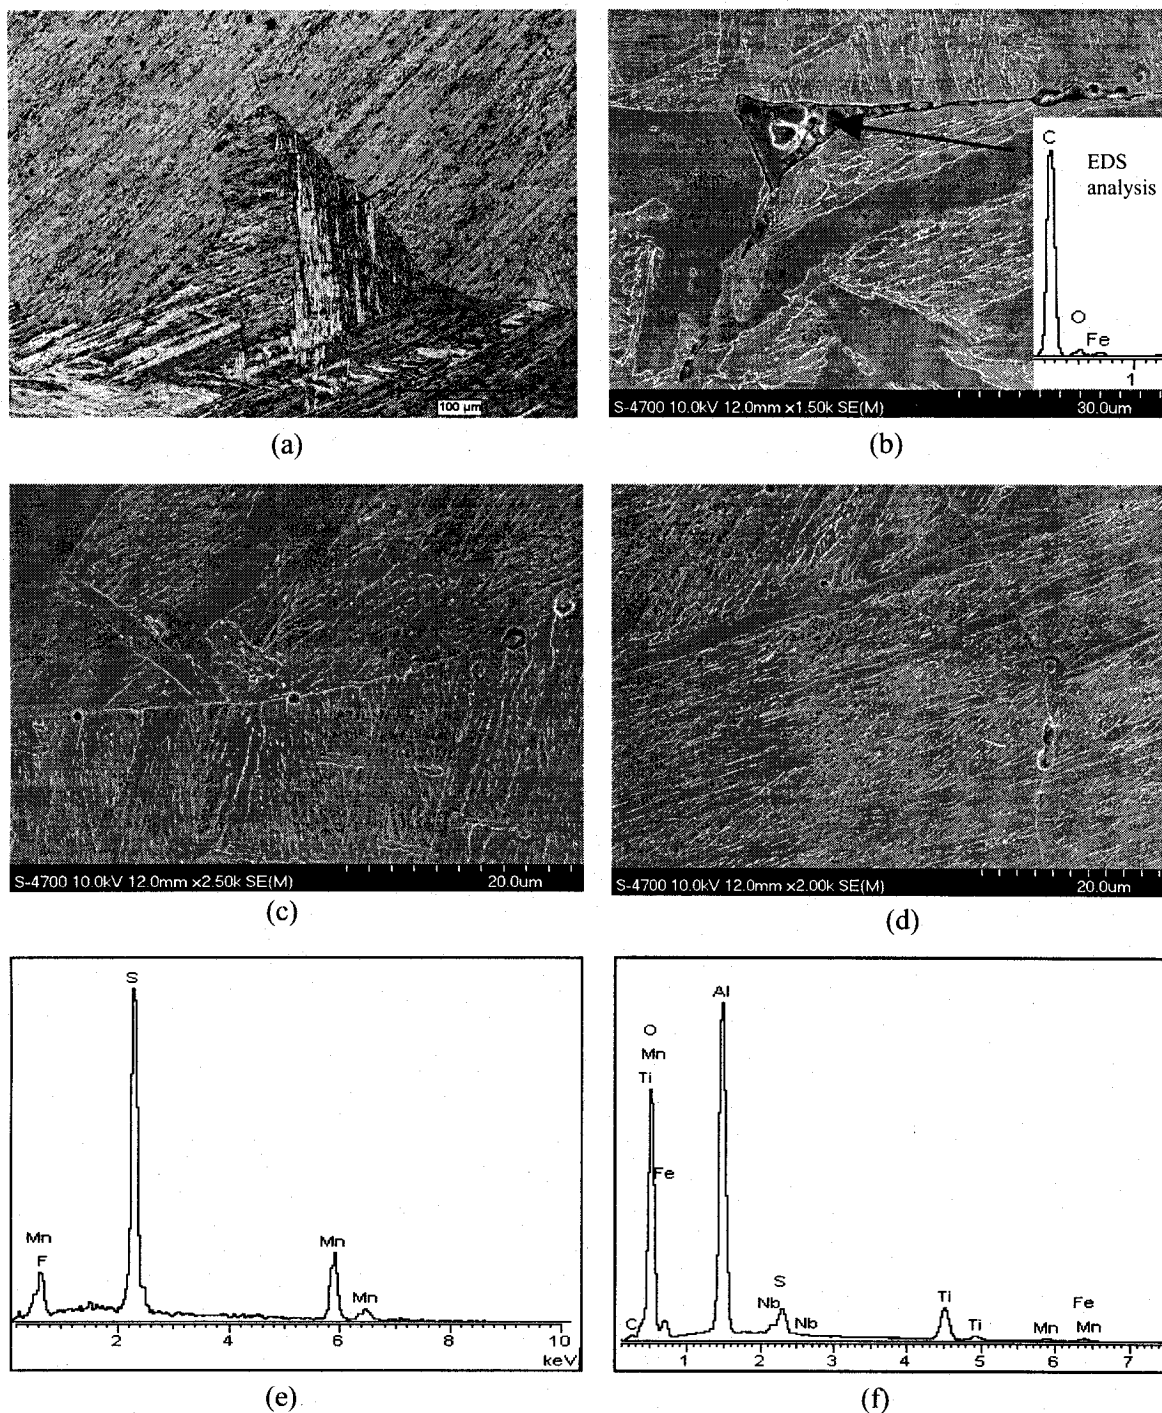 100 µm
(a)
EDS
analysis
C
O
Fe
1
S-4700 10.0kV 12.0mm x1.50k SE(M)
30.0um
(b)
S-4700 10.0kV 12.0mm x2.50k SE(M)
20.0um
(c)
S-4700 10.0kV 12.0mm x2.00k SE(M)
20.0um
(d)
S
Mn
F
Mn
Mn
2
4
6
8
10
keV
(e)
Al
O
Mn
Ti
Fe
S
Nb
Nb
C
Ti
Ti
Fe
Mn
Mn
1
2
3
4
5
6
7
(f)